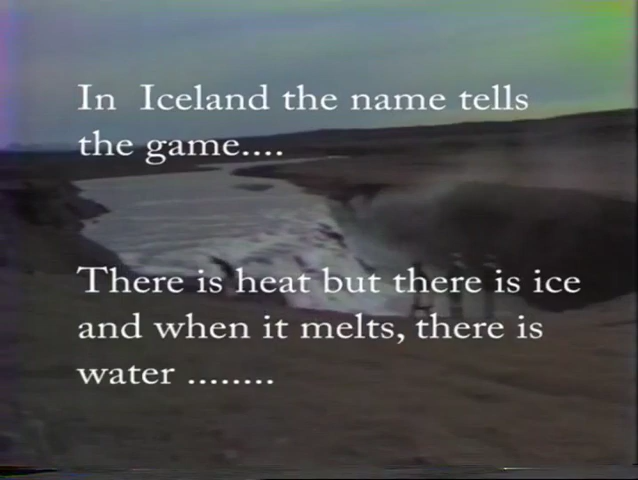 In  Iceland the name tells
the game....
There is heat but there is ice
and when it melts, there is
water ........